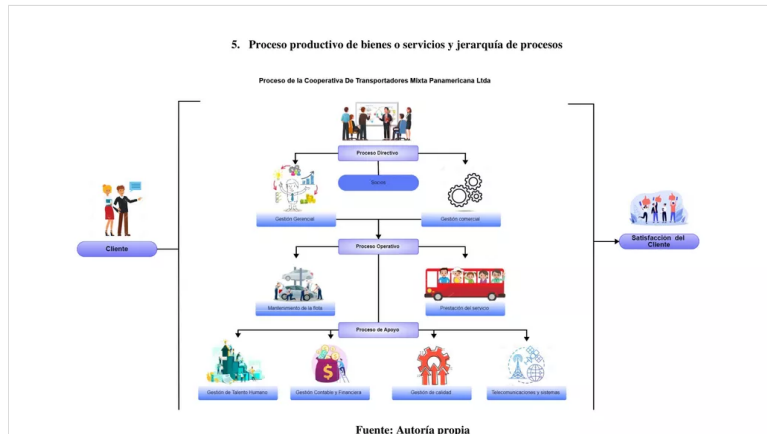 5. Proceso productivo de bienes o servicios y jerarquía de procesos
Proceso de la Cooperativa De Transportadores Mixta Panamericana Ltda
Proceso Directivo
Socios
Gestión Gerencial
Gestión comercial
Cliente
Satisfacción del
Cliente
Proceso Operativo
Mantenimiento de la flota
Prestación del servicio
Proceso de Apoyo
Gestión de Talento Humano
Gestión Contable y Financiera
Gestión de calidad
Telecomunicaciones y sistemas
Fuente: Autoría propia